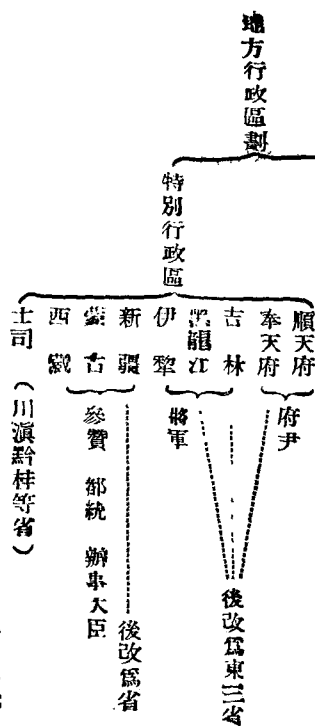 地方行政區劃
特別行政區
順天府
奉天府
吉林
黑龍江
伊犂
新疆
蒙古
西藏
土司（川滇黔桂等省）
府尹
將軍
參贊　都統　辦事大臣
後改爲東三省
後改爲省